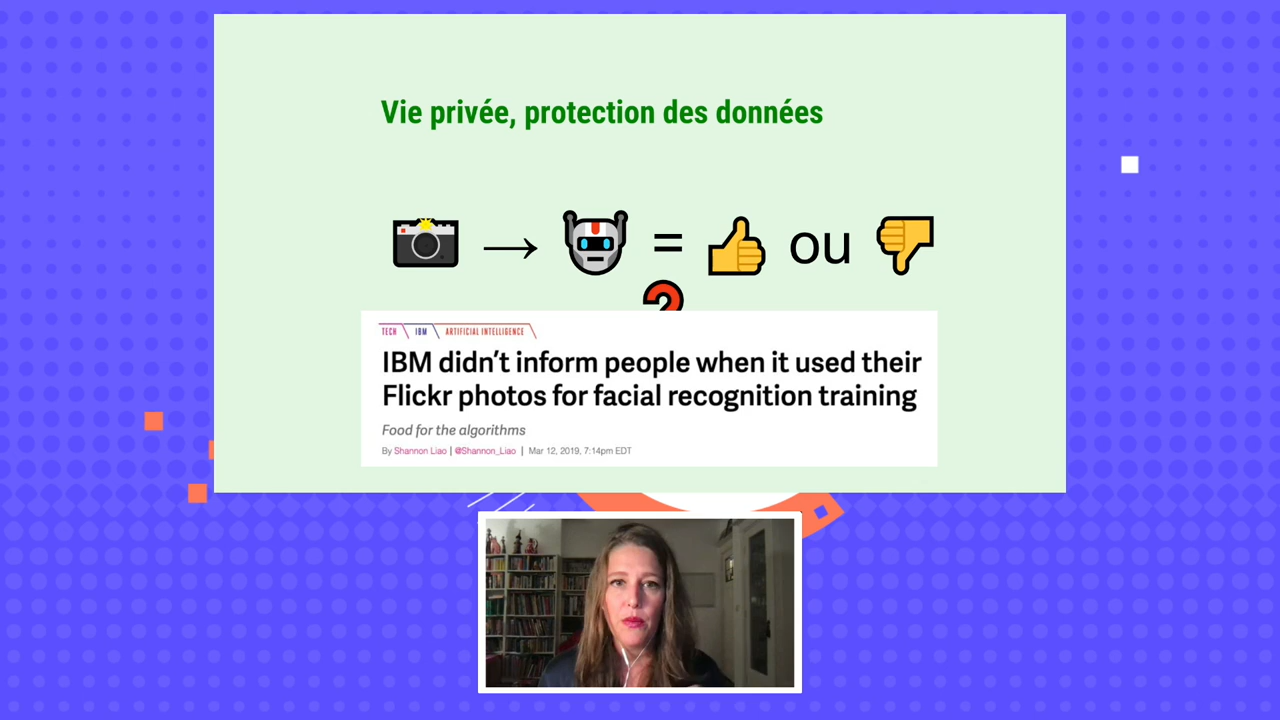 Vie privée, protection des données
→ = ou
?
TECH IBM ARTIFICIAL INTELLIGENCE
IBM didn’t inform people when it used their
Flickr photos for facial recognition training
Food for the algorithms
By Shannon Liao | @Shannon_Liao | Mar 12, 2019, 7:14pm EDT